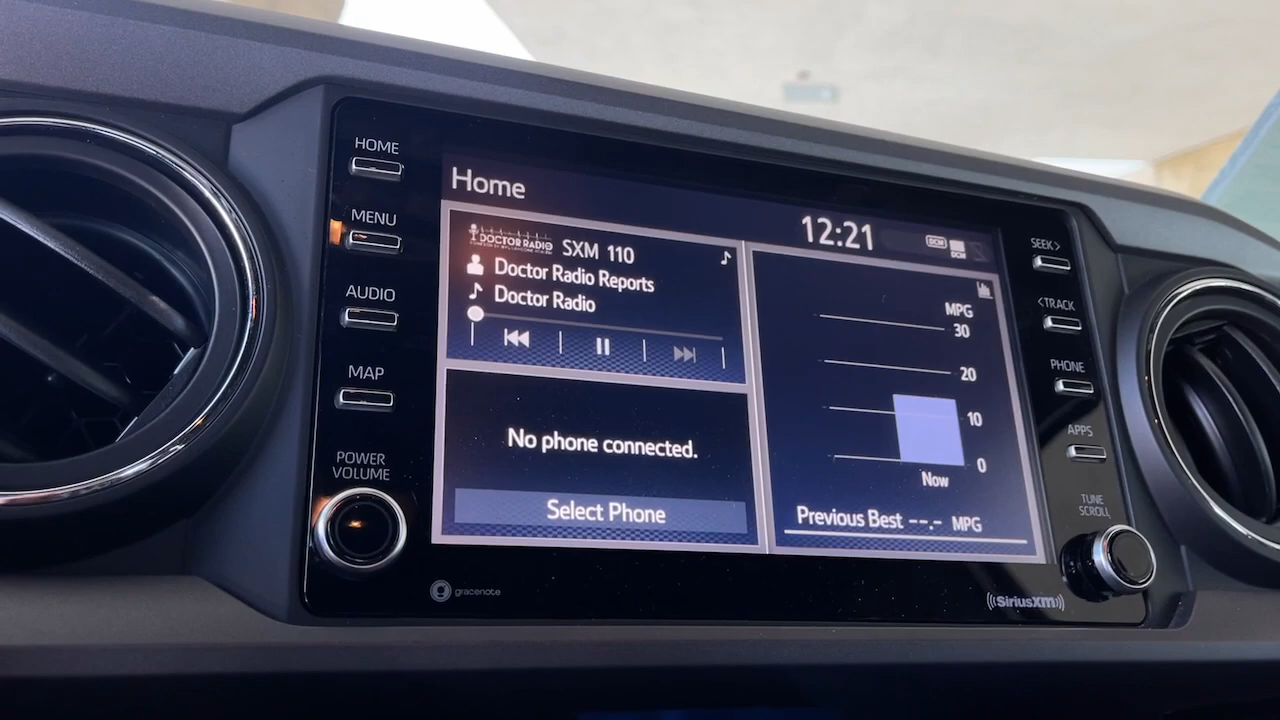 HOME
MENU
AUDIO
MAP
POWER
VOLUME
Home
12:21
DCM
DCM
DOCTOR RADIO
SXM 110
Doctor Radio Reports
Doctor Radio
No phone connected.
Select Phone
MPG
30
20
10
0
Now
Previous Best --.- MPG
SEEK>
<TRACK
PHONE
APPS
TUNE
SCROLL
gracenote
((SiriusXM))